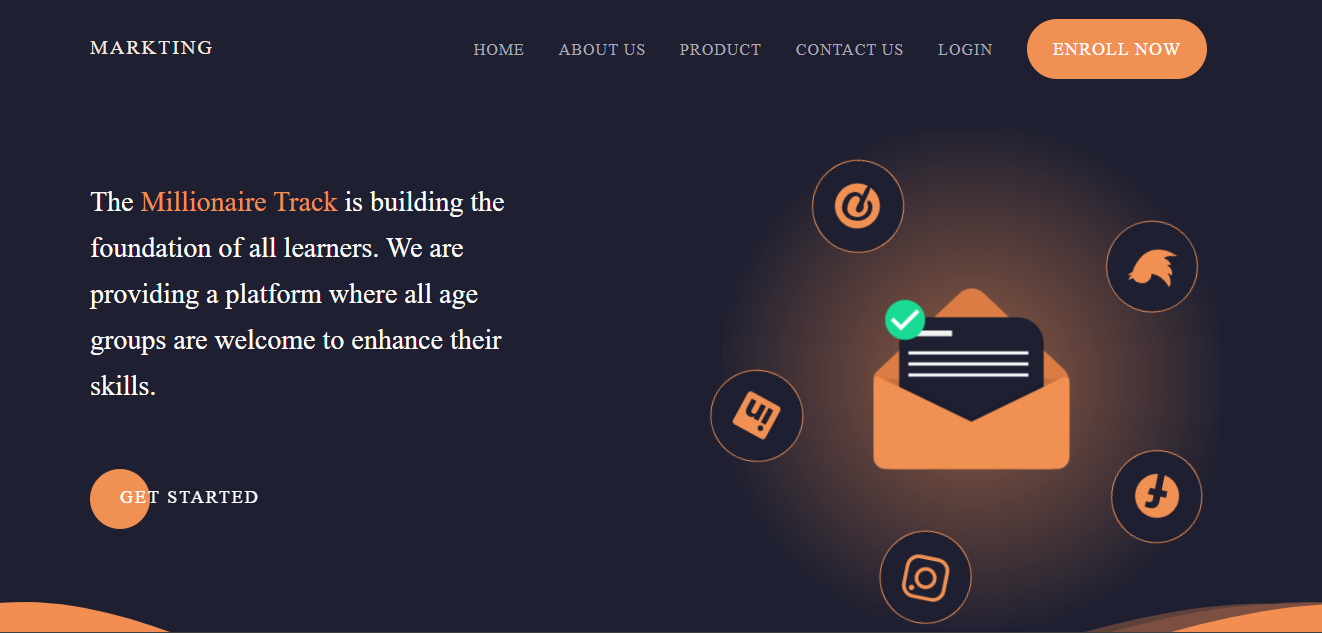 MARKTING
HOME ABOUT US PRODUCT CONTACT US LOGIN ENROLL NOW
The Millionaire Track is building the
foundation of all learners. We are
providing a platform where all age
groups are welcome to enhance their
skills.
GET STARTED